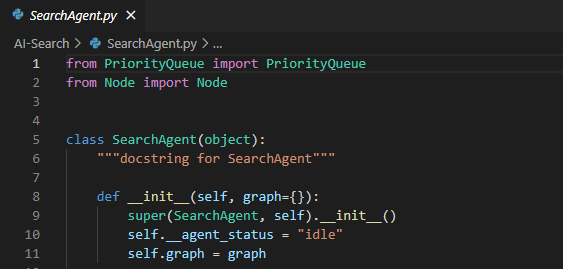 SearchAgent.py ×
AI-Search > SearchAgent.py > ...
1 from PriorityQueue import PriorityQueue
2 from Node import Node
3
4
5 class SearchAgent(object):
6     """docstring for SearchAgent"""
7
8     def __init__(self, graph={}):
9         super(SearchAgent, self).__init__()
10         self.__agent_status = "idle"
11         self.graph = graph